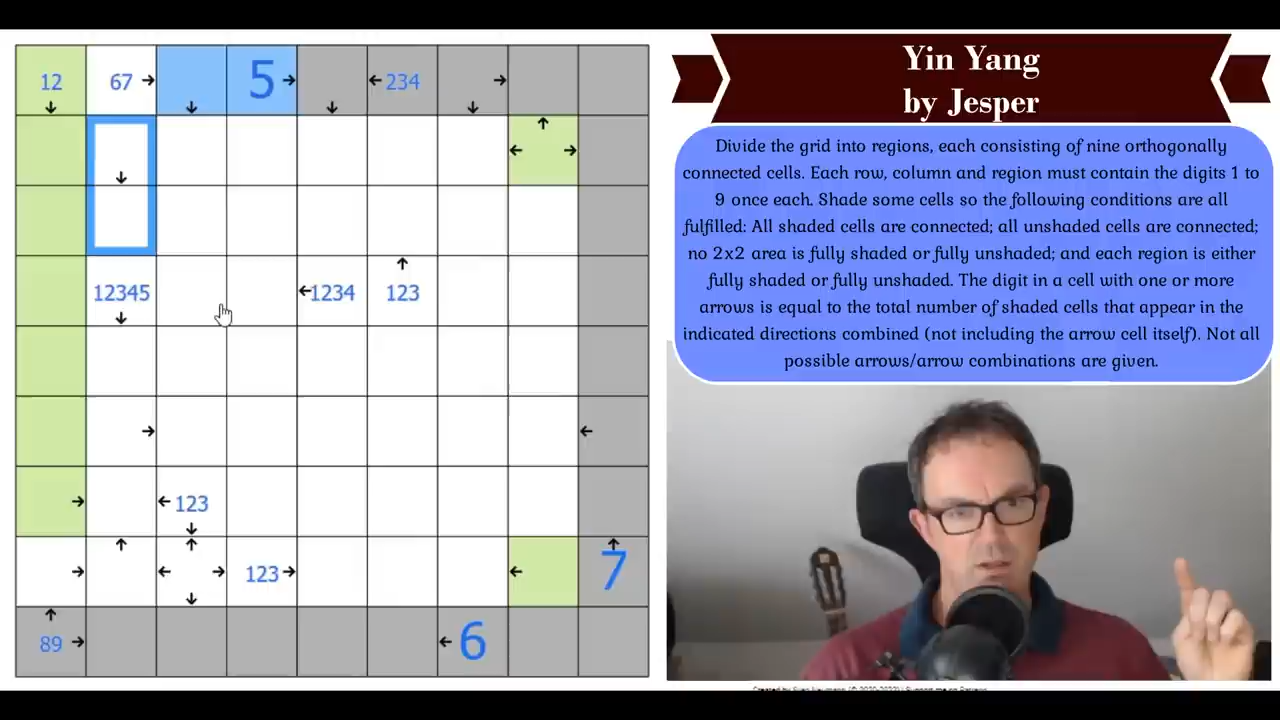 Yin Yang
by Jesper
Divide the grid into regions, each consisting of nine orthogonally
connected cells. Each row, column and region must contain the digits 1 to
9 once each. Shade some cells so the following conditions are all
fulfilled: All shaded cells are connected; all unshaded cells are connected;
no 2x2 area is fully shaded or fully unshaded; and each region is either
fully shaded or fully unshaded. The digit in a cell with one or more
arrows is equal to the total number of shaded cells that appear in the
indicated directions combined (not including the arrow cell itself). Not all
possible arrows/arrow combinations are given.
12 67 5 234
12345 1234 123
123
123 7
89 6